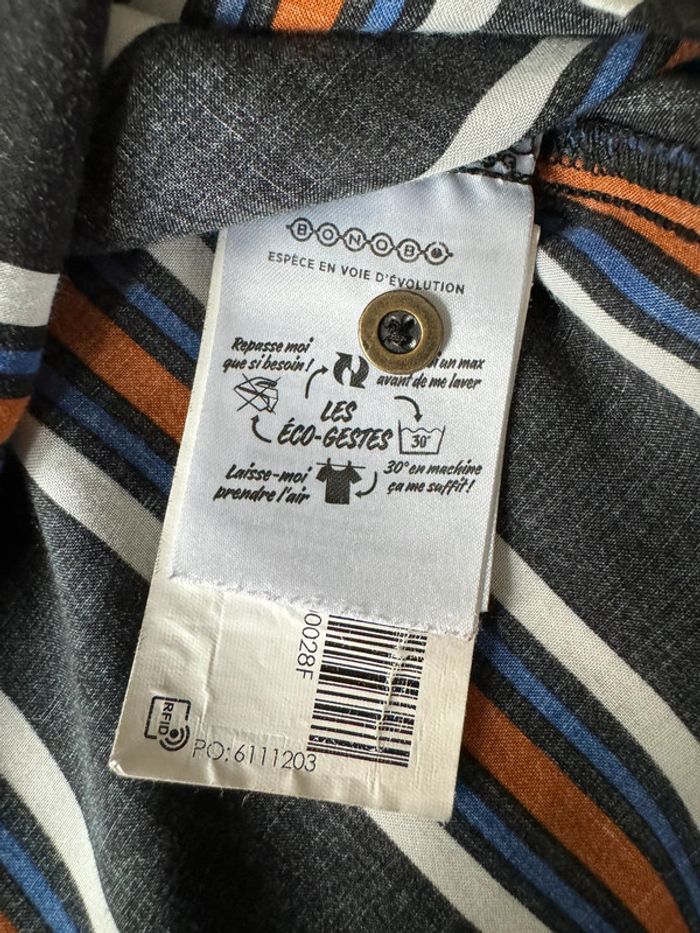 BONOBO
ESPÈCE EN VOIE D'ÉVOLUTION
Repasse moi
que si besoin!
un max
avant de me laver
LES
ÉCO-GESTES
30°
Laisse-moi
prendre l'air
30° en machine
ça me suffit!
0028F
RFID
PO: 6111203